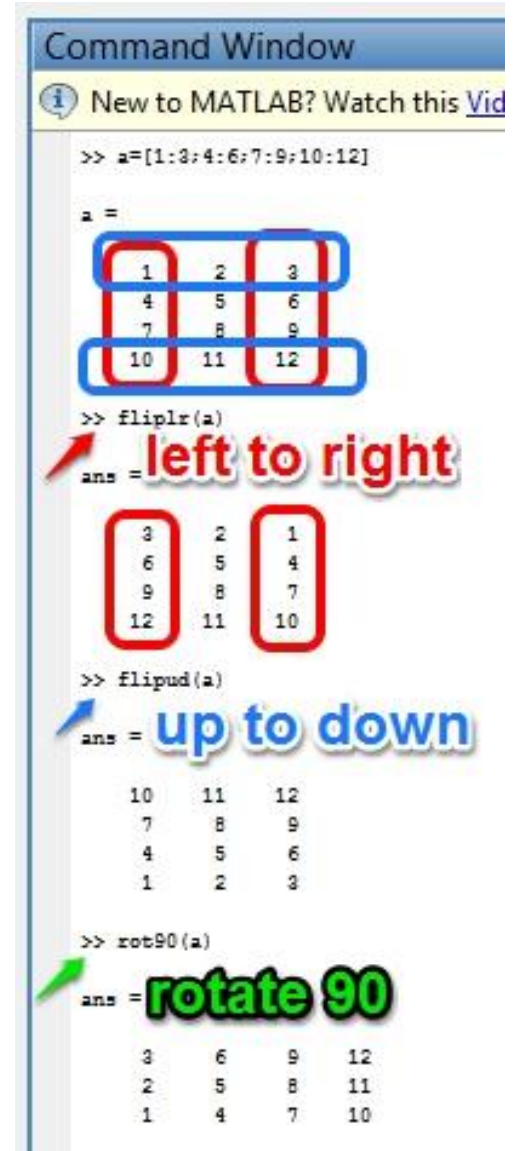 Command Window
New to MATLAB? Watch this Vid
>> a=[1:3;4:6;7:9;10:12]
a =
1 2 3
4 5 6
7 8 9
10 11 12
>> fliplr(a)
left to right
ans =
3 2 1
6 5 4
9 8 7
12 11 10
>> flipud(a)
up to down
ans =
10 11 12
7 8 9
4 5 6
1 2 3
>> rot90(a)
rotate 90
ans =
3 6 9 12
2 5 8 11
1 4 7 10